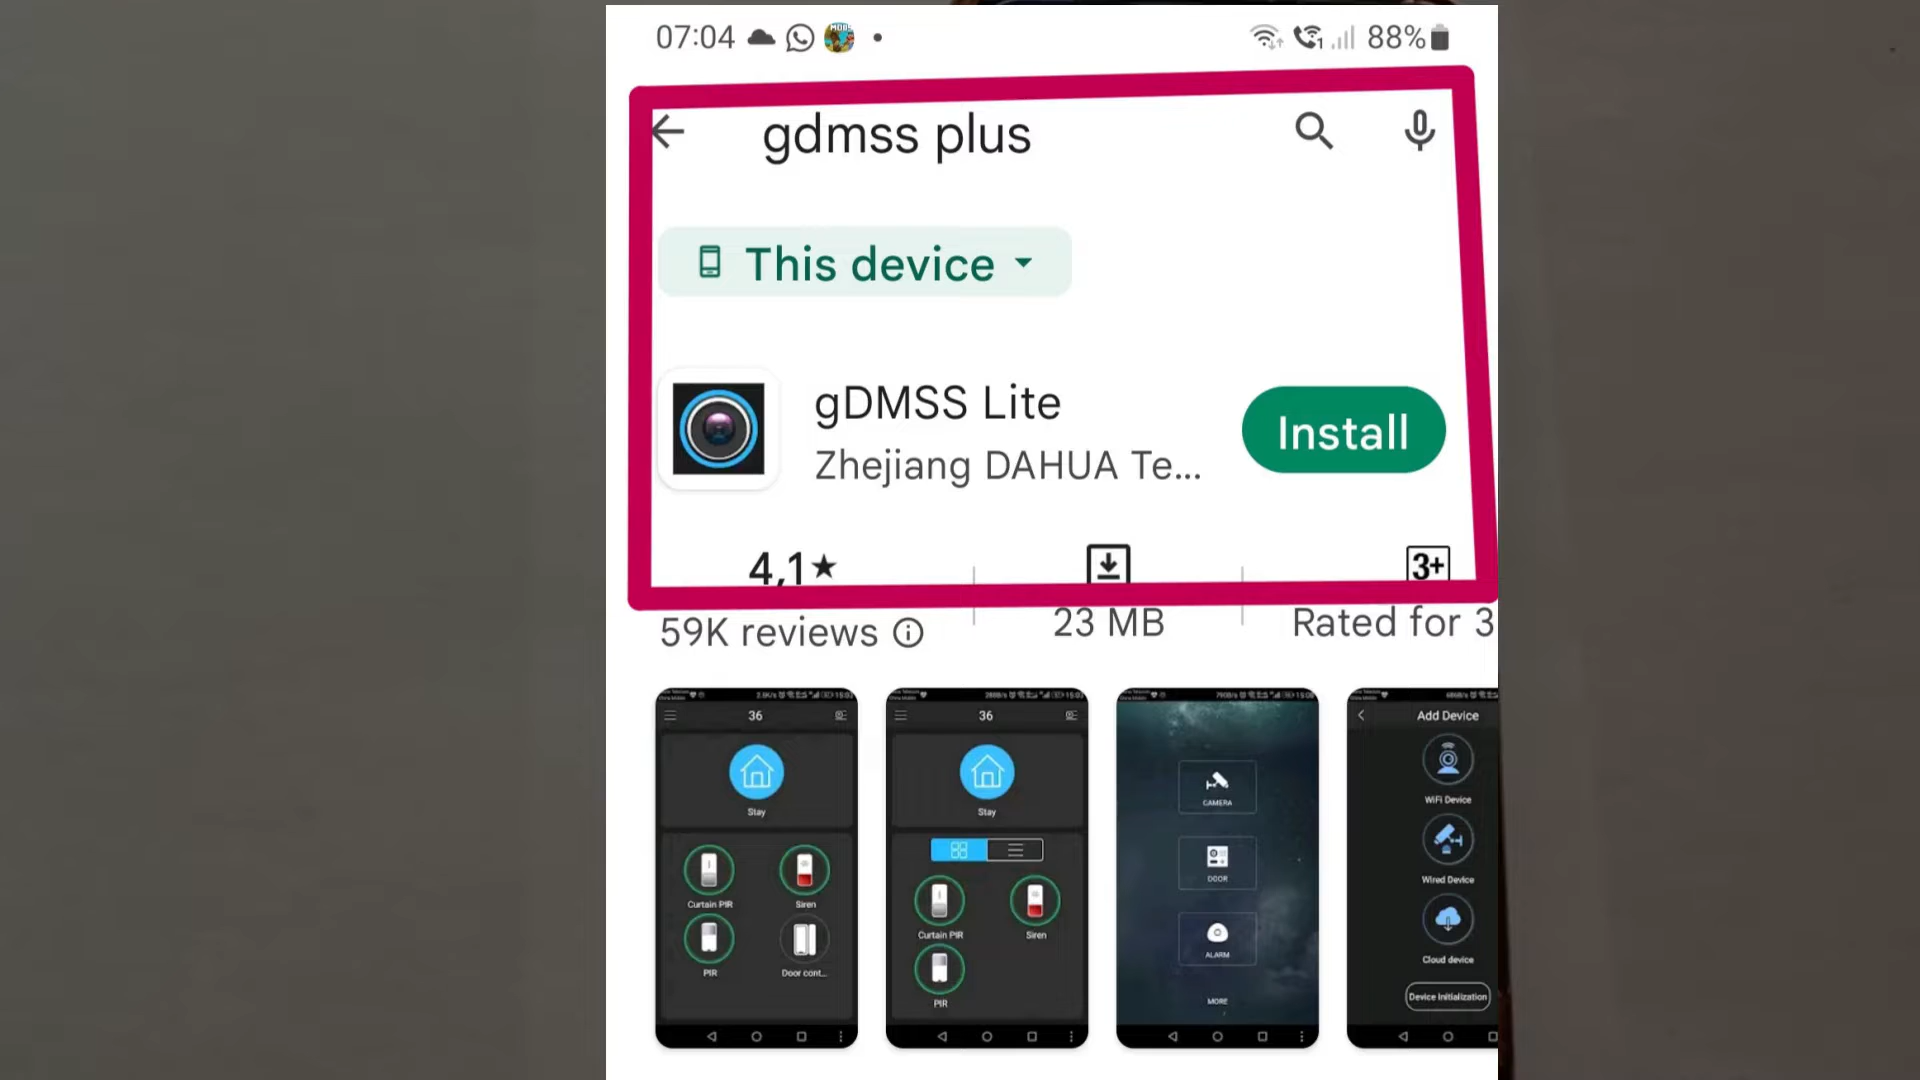 07:04
88%
gdmss plus
This device
gDMSS Lite
Zhejiang DAHUA Te...
Install
4,1★
3+
59K reviews
23 MB
Rated for 3
36
Stay
Curtain PIR
Siren
PIR
Door cont...
36
Stay
Curtain PIR
Siren
PIR
CAMERA
DOOR
ALARM
MORE
Add Device
WiFi Device
Wired Device
Cloud device
Device Initialization